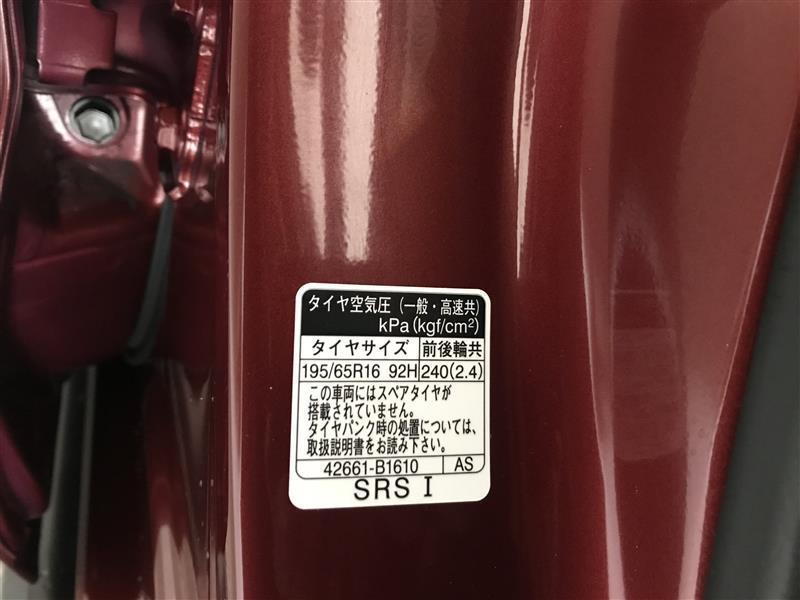 タイヤ空気圧（一般・高速共）
kPa(kgf/cm²)
タイヤサイズ 前後輪共
195/65R16 92H 240(2.4)
この車両にはスペアタイヤが
搭載されていません。
タイヤパンク時の処置については、
取扱説明書をお読み下さい。
42661-B1610 AS
SRS I